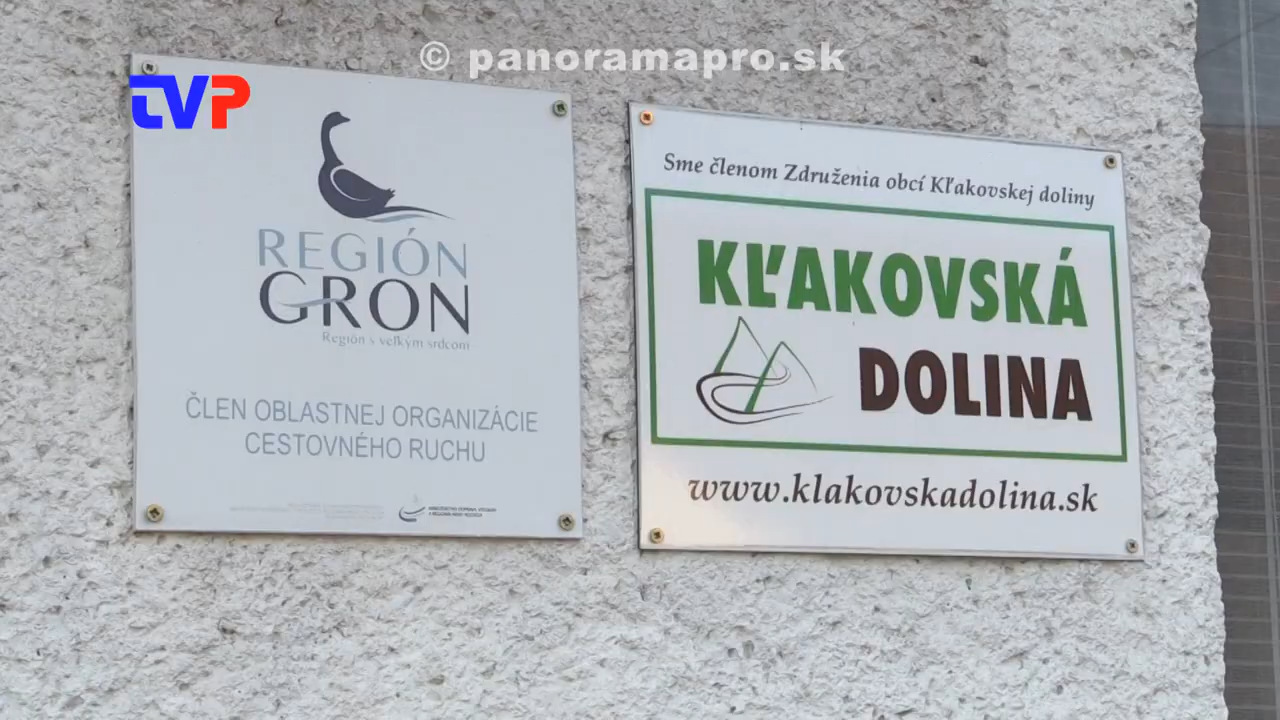 © panoramapro.sk
TVP
REGIÓN
GRON
Región s veľkým srdcom
ČLEN OBLASTNEJ ORGANIZÁCIE
CESTOVNÉHO RUCHU
Sme členom Združenia obcí Kľakovskej doliny
KĽAKOVSKÁ
DOLINA
www.klakovskadolina.sk